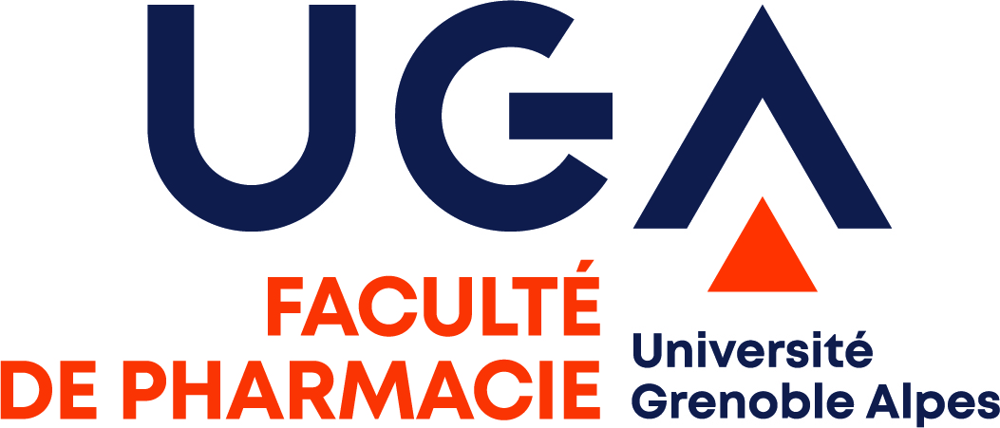 UGA
FACULTÉ
DE PHARMACIE
Université
Grenoble Alpes